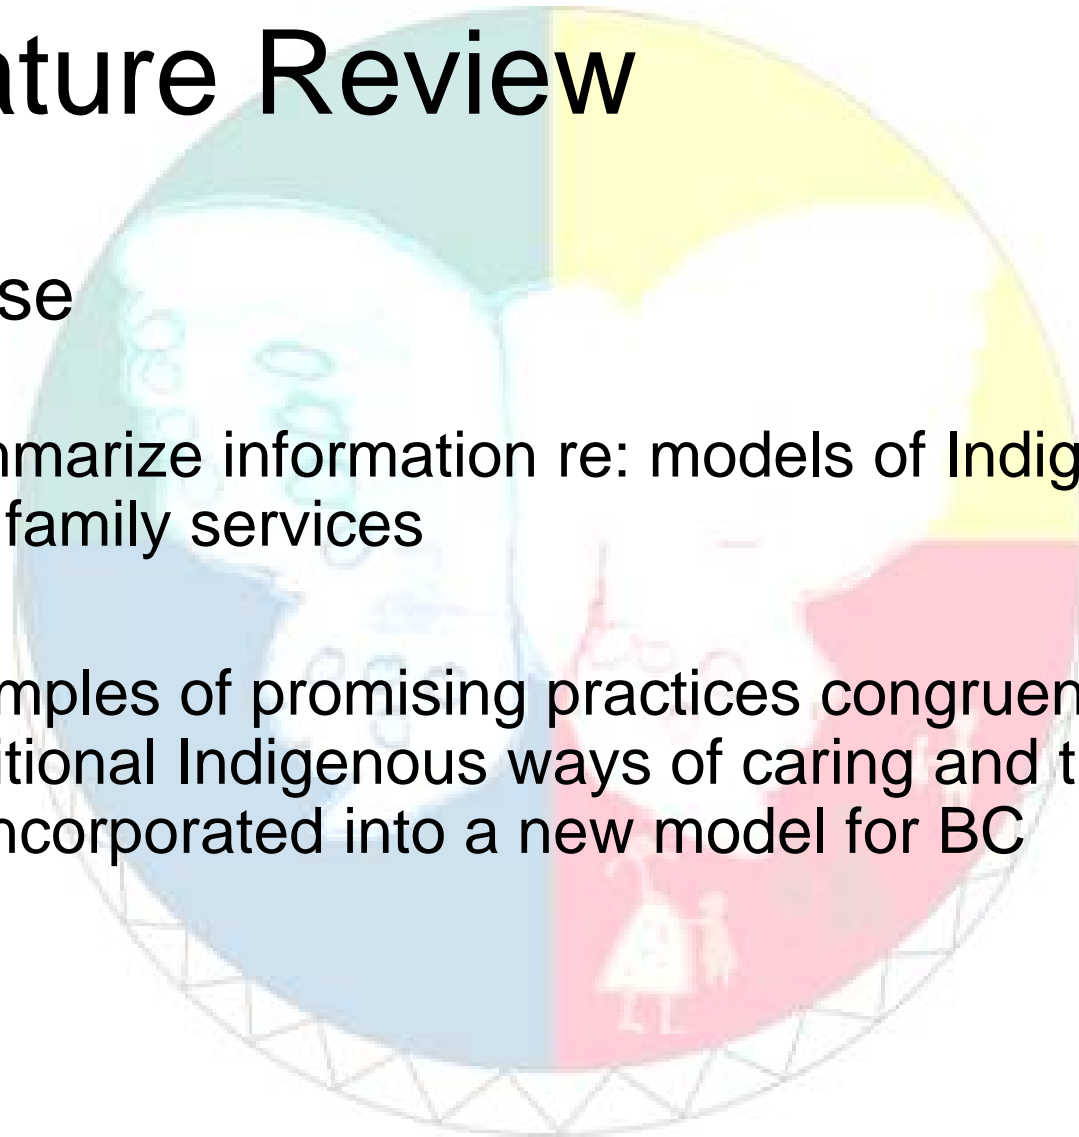 ature Review
se
nmarize information re: models of Indig
family services
mples of promising practices congruen
itional Indigenous ways of caring and t
ncorporated into a new model for BC